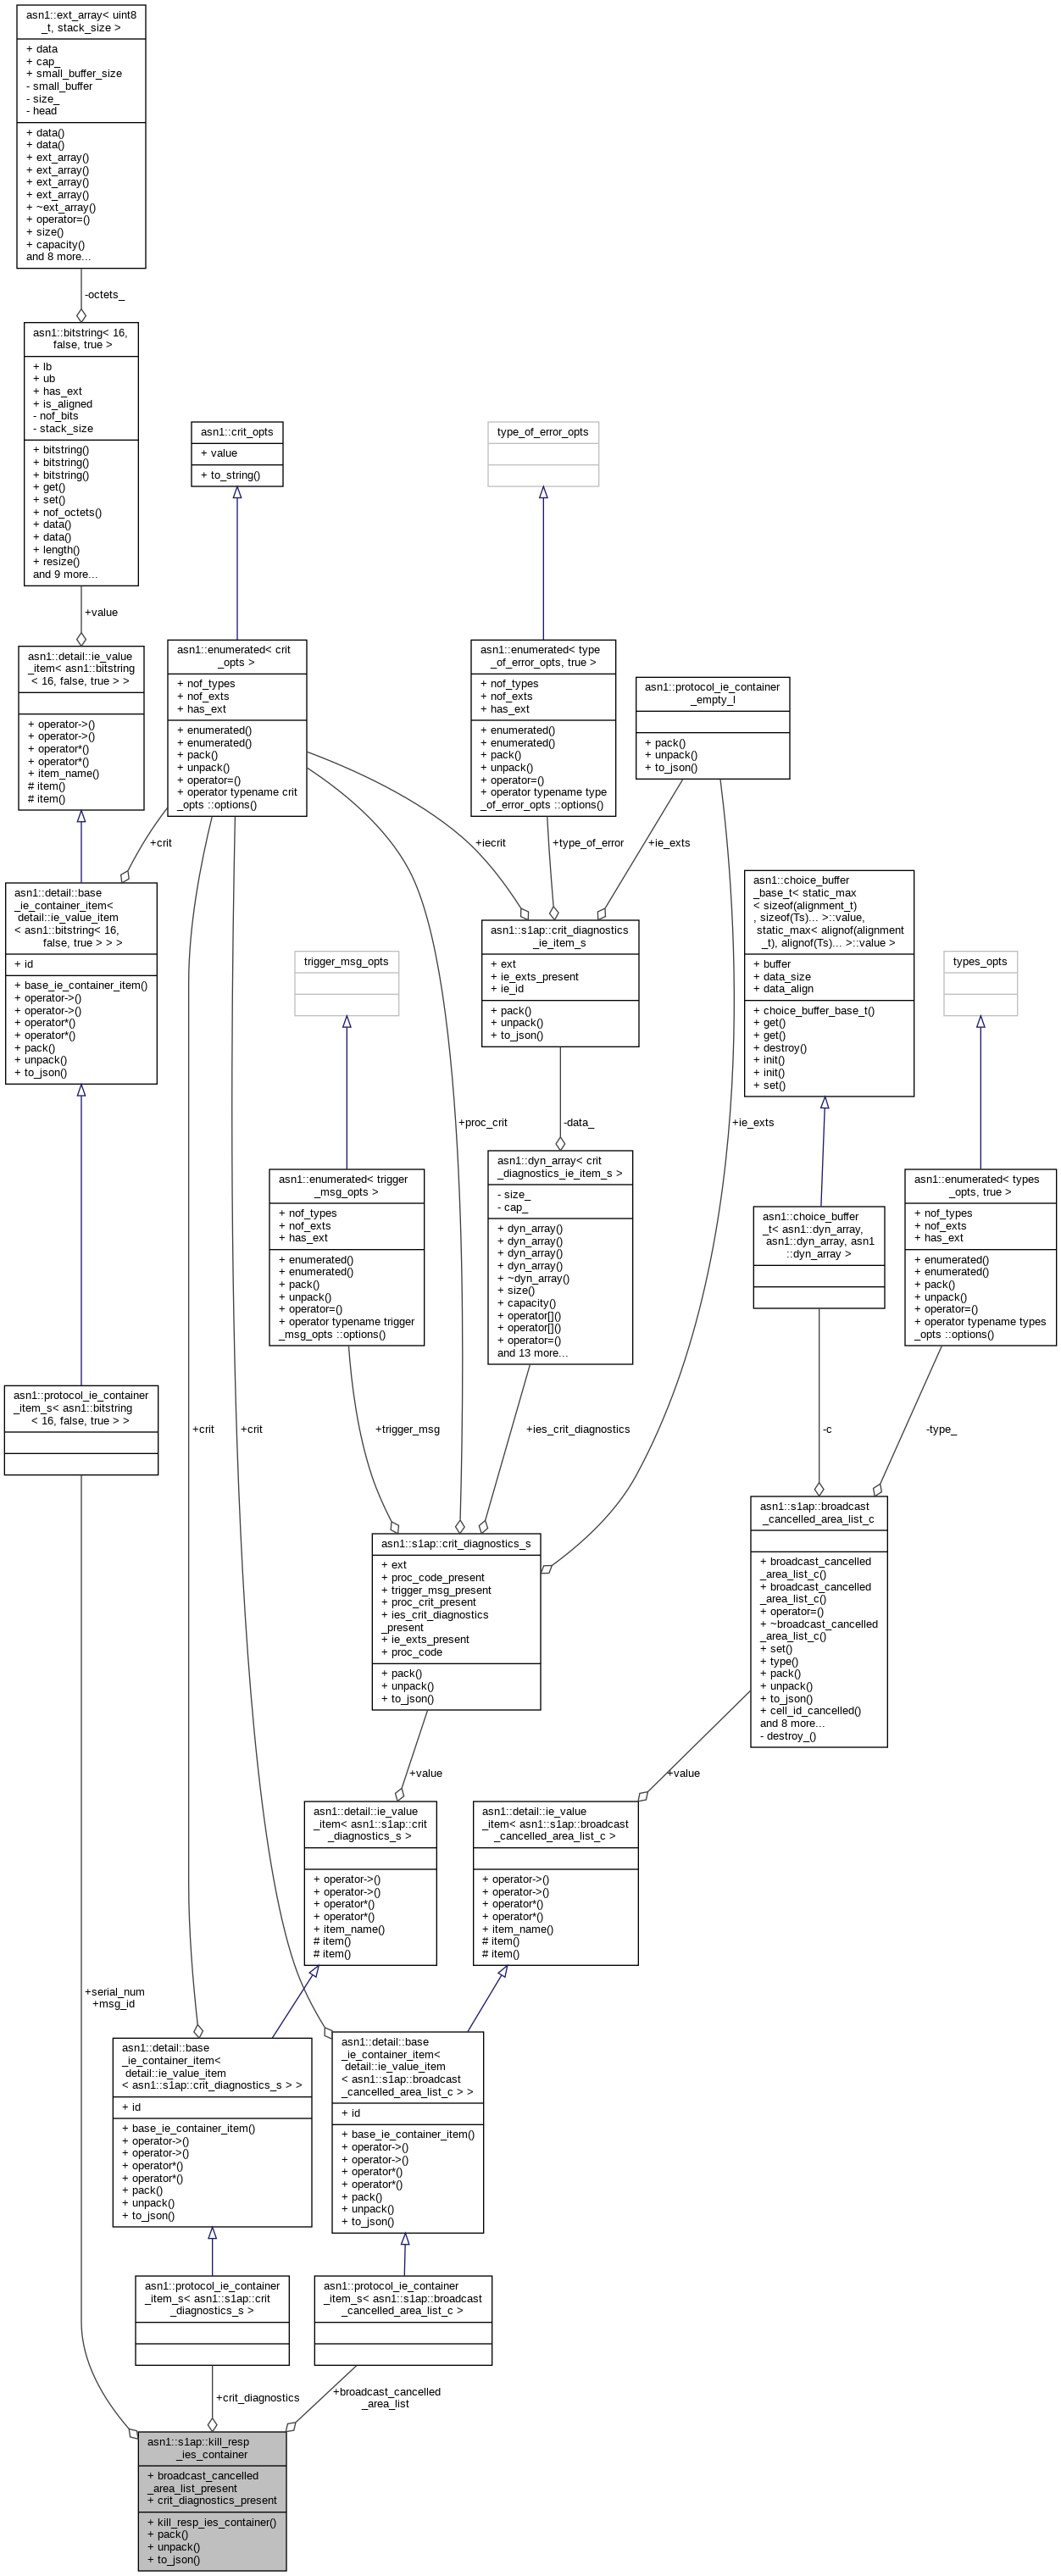 asn1::ext_array< uint8
_t, stack_size >
+ data
+ cap_
+ small_buffer_size
- small_buffer
- size_
- head
+ data()
+ data()
+ ext_array()
+ ext_array()
+ ext_array()
+ ext_array()
+ ~ext_array()
+ operator=()
+ size()
+ capacity()
and 8 more...
-octets_
asn1::bitstring< 16,
false, true >
+ lb
+ ub
+ has_ext
+ is_aligned
- nof_bits
- stack_size
+ bitstring()
+ bitstring()
+ bitstring()
+ get()
+ set()
+ nof_octets()
+ data()
+ data()
+ length()
+ resize()
and 9 more...
asn1::crit_opts
+ value
+ to_string()
type_of_error_opts
+value
asn1::detail::ie_value
_item< asn1::bitstring
< 16, false, true > >
+ operator->()
+ operator->()
+ operator*()
+ operator*()
+ item_name()
# item()
# item()
asn1::enumerated< crit
_opts >
+ nof_types
+ nof_exts
+ has_ext
+ enumerated()
+ enumerated()
+ pack()
+ unpack()
+ operator=()
+ operator typename crit
_opts ::options()
asn1::enumerated< type
_of_error_opts, true >
+ nof_types
+ nof_exts
+ has_ext
+ enumerated()
+ enumerated()
+ pack()
+ unpack()
+ operator=()
+ operator typename type
_of_error_opts ::options()
asn1::protocol_ie_container
_empty_l
+ pack()
+ unpack()
+ to_json()
+crit
+iecrit
+type_of_error
+ie_exts
asn1::detail::base
_ie_container_item<
detail::ie_value_item
< asn1::bitstring< 16,
false, true > > >
+ id
+ base_ie_container_item()
+ operator->()
+ operator->()
+ operator*()
+ operator*()
+ pack()
+ unpack()
+ to_json()
trigger_msg_opts
asn1::s1ap::crit_diagnostics
_ie_item_s
+ ext
+ ie_exts_present
+ ie_id
+ pack()
+ unpack()
+ to_json()
asn1::choice_buffer
_base_t< static_max
< sizeof(alignment_t)
, sizeof(Ts)... >::value,
static_max< alignof(alignment
_t), alignof(Ts)... >::value >
+ buffer
+ data_size
+ data_align
+ choice_buffer_base_t()
+ get()
+ get()
+ destroy()
+ init()
+ init()
+ set()
types_opts
+proc_crit
-data_
+ie_exts
asn1::enumerated< trigger
_msg_opts >
+ nof_types
+ nof_exts
+ has_ext
+ enumerated()
+ enumerated()
+ pack()
+ unpack()
+ operator=()
+ operator typename trigger
_msg_opts ::options()
asn1::dyn_array< crit
_diagnostics_ie_item_s >
- size_
- cap_
+ dyn_array()
+ dyn_array()
+ dyn_array()
+ dyn_array()
+ ~dyn_array()
+ size()
+ capacity()
+ operator[]()
+ operator[]()
+ operator=()
and 13 more...
asn1::choice_buffer
_t< asn1::dyn_array,
asn1::dyn_array, asn1
::dyn_array >
asn1::enumerated< types
_opts, true >
+ nof_types
+ nof_exts
+ has_ext
+ enumerated()
+ enumerated()
+ pack()
+ unpack()
+ operator=()
+ operator typename types
_opts ::options()
asn1::protocol_ie_container
_item_s< asn1::bitstring
< 16, false, true > >
+crit
+crit
+trigger_msg
+ies_crit_diagnostics
-c
-type_
asn1::s1ap::crit_diagnostics_s
+ ext
+ proc_code_present
+ trigger_msg_present
+ proc_crit_present
+ ies_crit_diagnostics
_present
+ ie_exts_present
+ proc_code
+ pack()
+ unpack()
+ to_json()
asn1::s1ap::broadcast
_cancelled_area_list_c
+ broadcast_cancelled
_area_list_c()
+ broadcast_cancelled
_area_list_c()
+ operator=()
+ ~broadcast_cancelled
_area_list_c()
+ set()
+ type()
+ pack()
+ unpack()
+ to_json()
+ cell_id_cancelled()
and 8 more...
- destroy_()
+value
+value
asn1::detail::ie_value
_item< asn1::s1ap::crit
_diagnostics_s >
+ operator->()
+ operator->()
+ operator*()
+ operator*()
+ item_name()
# item()
# item()
asn1::detail::ie_value
_item< asn1::s1ap::broadcast
_cancelled_area_list_c >
+ operator->()
+ operator->()
+ operator*()
+ operator*()
+ item_name()
# item()
# item()
+serial_num
+msg_id
asn1::detail::base
_ie_container_item<
detail::ie_value_item
< asn1::s1ap::crit_diagnostics_s > >
+ id
+ base_ie_container_item()
+ operator->()
+ operator->()
+ operator*()
+ operator*()
+ pack()
+ unpack()
+ to_json()
asn1::detail::base
_ie_container_item<
detail::ie_value_item
< asn1::s1ap::broadcast
_cancelled_area_list_c > >
+ id
+ base_ie_container_item()
+ operator->()
+ operator->()
+ operator*()
+ operator*()
+ pack()
+ unpack()
+ to_json()
asn1::protocol_ie_container
_item_s< asn1::s1ap::crit
_diagnostics_s >
asn1::protocol_ie_container
_item_s< asn1::s1ap::broadcast
_cancelled_area_list_c >
+crit_diagnostics
+broadcast_cancelled
_area_list
asn1::s1ap::kill_resp
_ies_container
+ broadcast_cancelled
_area_list_present
+ crit_diagnostics_present
+ kill_resp_ies_container()
+ pack()
+ unpack()
+ to_json()